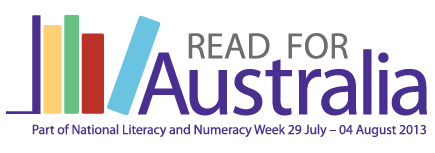 READ FOR
Australia
Part of National Literacy and Numeracy Week 29 July – 04 August 2013